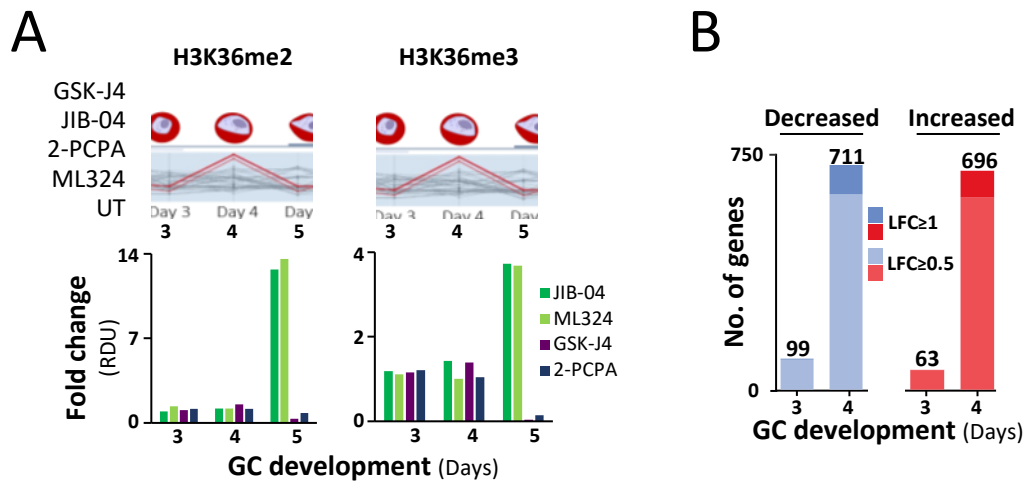 A
H3K36me2
H3K36me3
GSK-J4
JIB-04
2-PCPA
ML324
UT
Day 3
Day 4
Day 3
Day 4
3
4
5
3
4
5
Fold change
(RDU)
14
7
0
3
4
5
4
2
0
3
4
5
JIB-04
ML324
GSK-J4
2-PCPA
GC development (Days)
B
Decreased
Increased
No. of genes
750
0
99
711
63
696
LFC≥1
LFC≥0.5
3
4
3
4
GC development (Days)